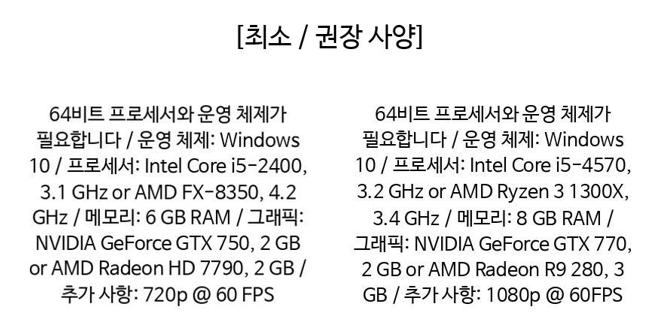 [최소 / 권장 사양]
64비트 프로세서와 운영 체제가
필요합니다 / 운영 체제: Windows
10 / 프로세서: Intel Core i5-2400,
3.1 GHz or AMD FX-8350, 4.2
GHz / 메모리: 6 GB RAM / 그래픽:
NVIDIA GeForce GTX 750, 2 GB
or AMD Radeon HD 7790, 2 GB /
추가 사항: 720p @ 60 FPS
64비트 프로세서와 운영 체제가
필요합니다 / 운영 체제: Windows
10 / 프로세서: Intel Core i5-4570,
3.2 GHz or AMD Ryzen 3 1300X,
3.4 GHz / 메모리: 8 GB RAM /
그래픽: NVIDIA GeForce GTX 770,
2 GB or AMD Radeon R9 280, 3
GB / 추가 사항: 1080p @ 60FPS